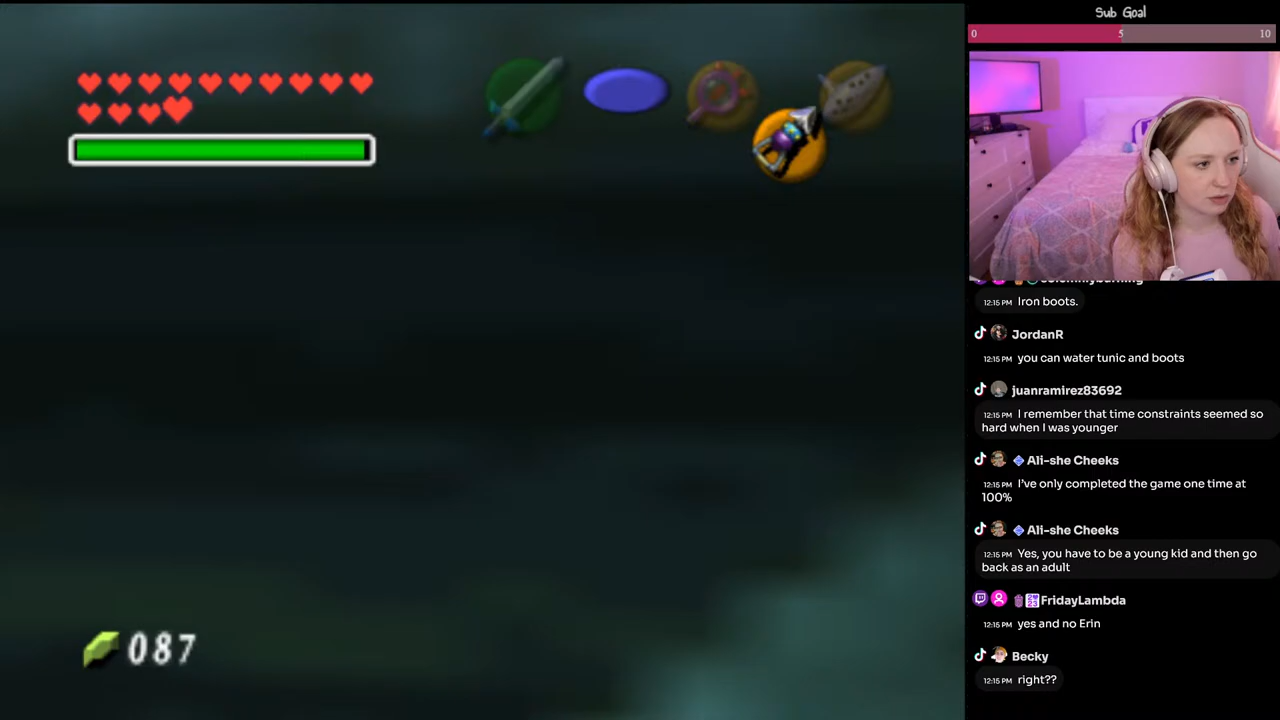 Sub Goal
0 5 10
12:15 PM Iron boots.
JordanR
12:15 PM you can water tunic and boots
juanramirez83692
12:15 PM I remember that time constraints seemed so
hard when I was younger
Ali-she Cheeks
12:15 PM I've only completed the game one time at
100%
Ali-she Cheeks
12:15 PM Yes, you have to be a young kid and then go
back as an adult
FridayLambda
12:15 PM yes and no Erin
Becky
12:15 PM right??
087